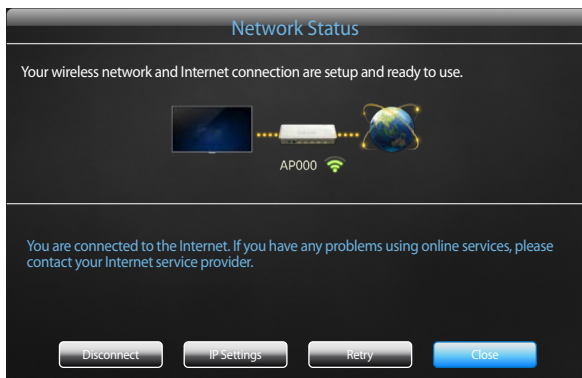 Network Status
Your wireless network and Internet connection are setup and ready to use.
AP000
You are connected to the Internet. If you have any problems using online services, please
contact your Internet service provider.
Disconnect
IP Settings
Retry
Close